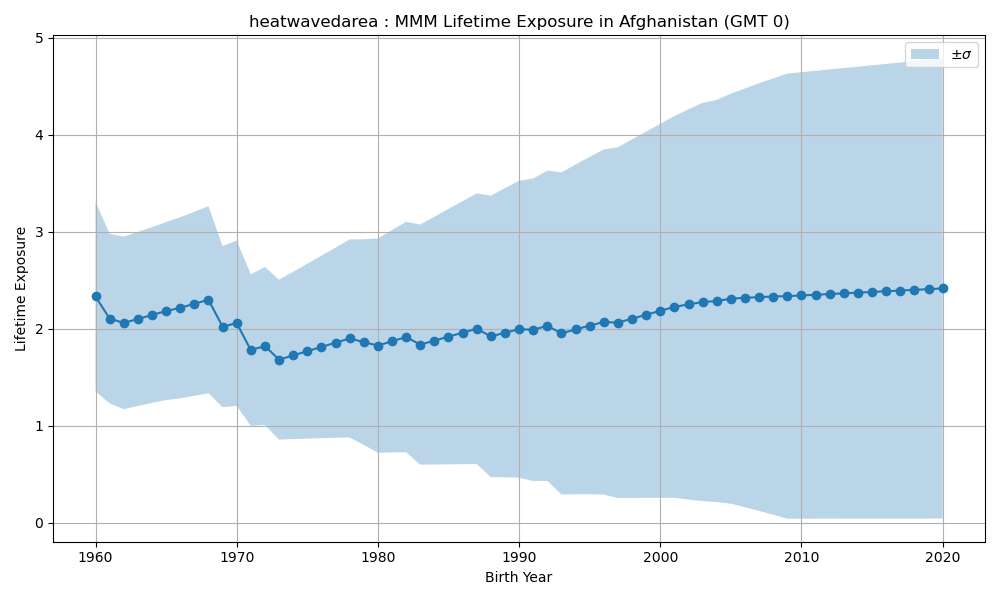 heatwavedarea : MMM Lifetime Exposure in Afghanistan (GMT 0)
±σ
Lifetime Exposure
5
4
3
2
1
0
1960 1970 1980 1990 2000 2010 2020
Birth Year